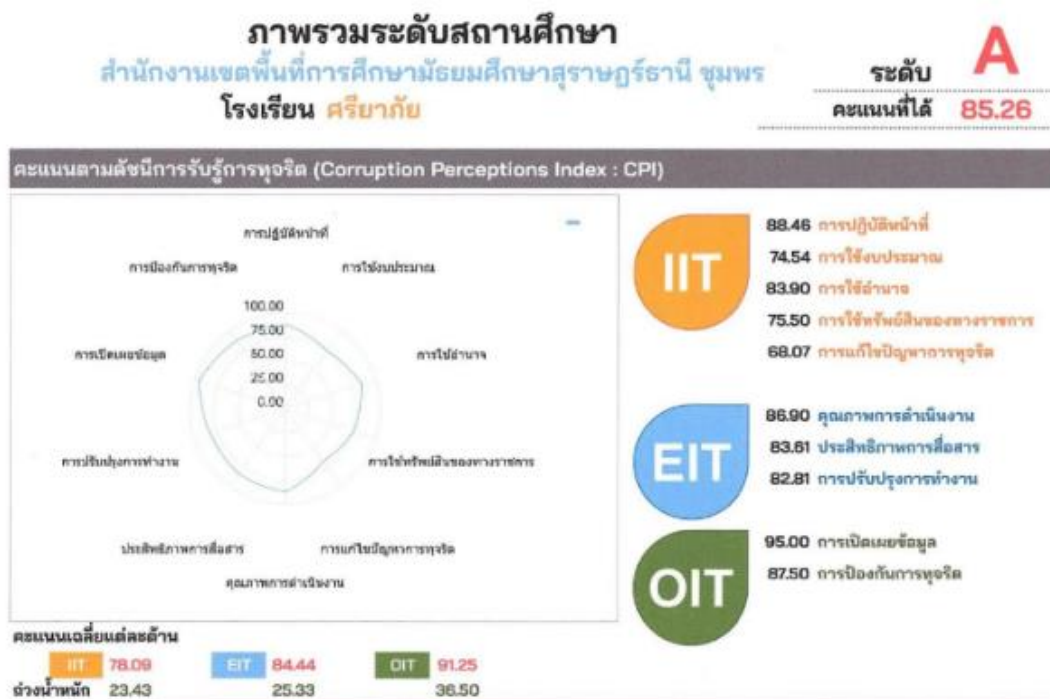 ภาพรวมระดับสถานศึกษา
สำนักงานเขตพื้นที่การศึกษามัธยมศึกษาสุราษฎร์ธานี ชุมพร
โรงเรียน ศรียาภัย
ระดับ A
คะแนนที่ได้ 85.26
คะแนนตามดัชนีการรับรู้การทุจริต (Corruption Perceptions Index : CPI)
การปฏิบัติหน้าที่
การป้องกันการทุจริต
การใช้งบประมาณ
100.00
75.00
50.00
25.00
0.00
การเปิดเผยข้อมูล
การใช้อำนาจ
การปรับปรุงการทำงาน
การใช้ทรัพย์สินของทางราชการ
ประสิทธิภาพการสื่อสาร
การแก้ไขปัญหาการทุจริต
คุณภาพการดำเนินงาน
IIT
88.46 การปฏิบัติหน้าที่
74.54 การใช้งบประมาณ
83.90 การใช้อำนาจ
75.50 การใช้ทรัพย์สินของทางราชการ
68.07 การแก้ไขปัญหาการทุจริต
EIT
86.90 คุณภาพการดำเนินงาน
83.61 ประสิทธิภาพการสื่อสาร
82.81 การปรับปรุงการทำงาน
OIT
95.00 การเปิดเผยข้อมูล
87.50 การป้องกันการทุจริต
คะแนนเฉลี่ยแต่ละด้าน
IIT 78.09 EIT 84.44 OIT 91.25
ถ่วงน้ำหนัก 23.43 25.33 36.50